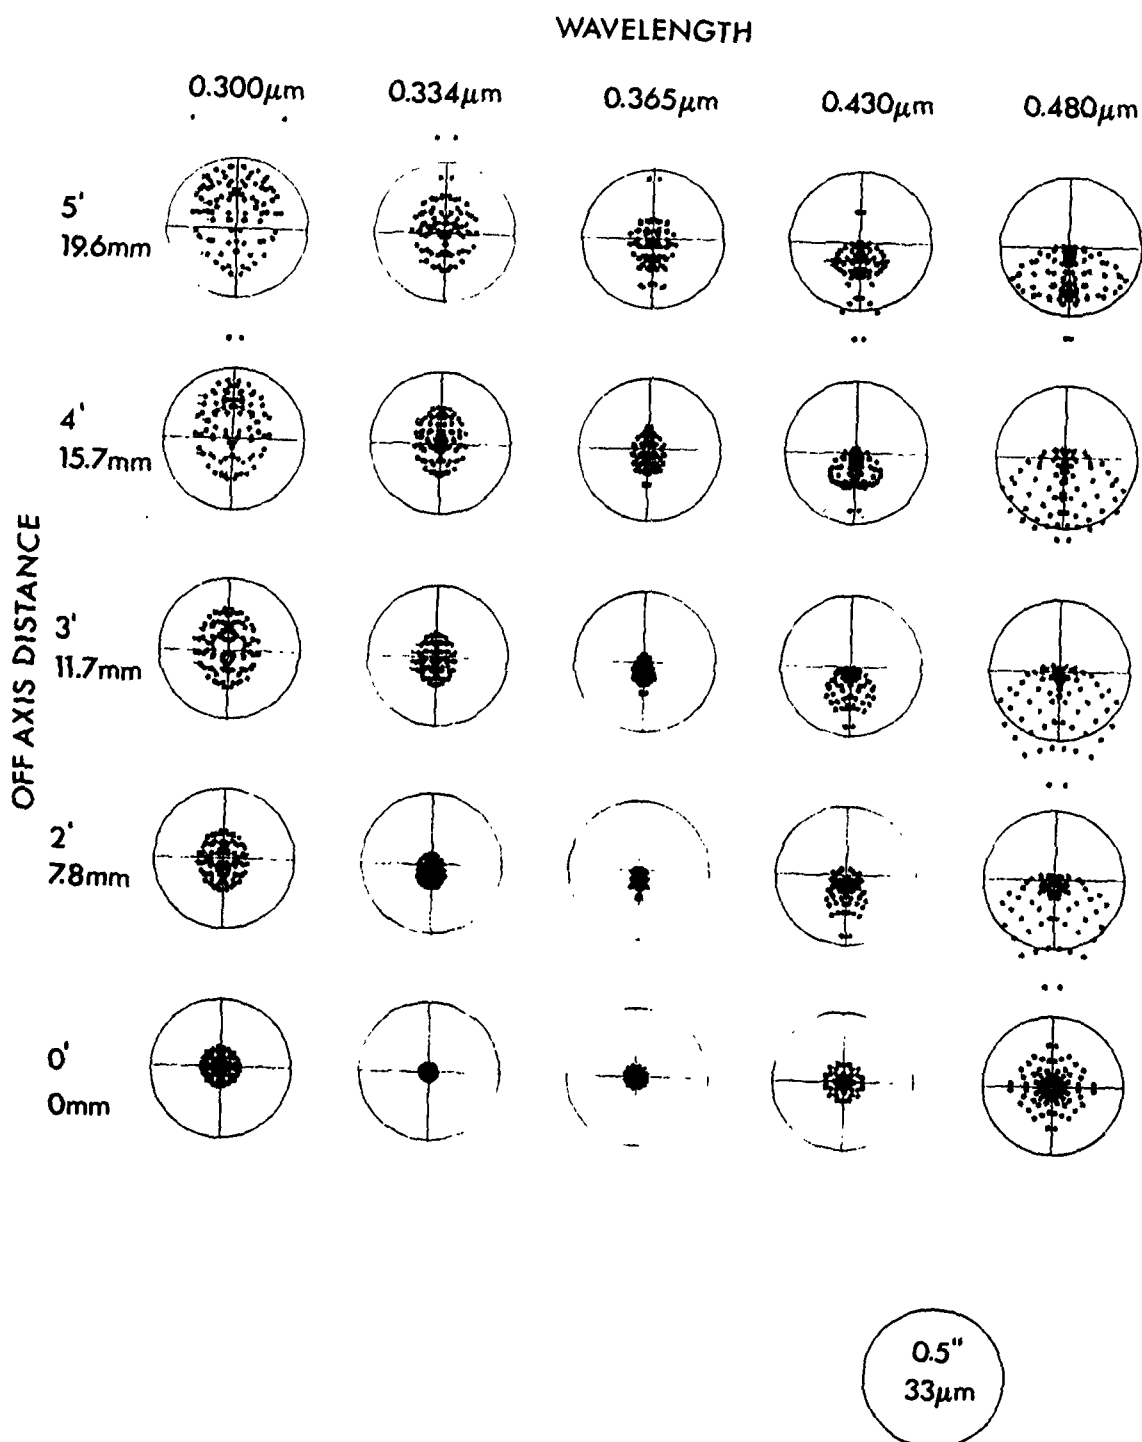 WAVELENGTH
0.300μm 0.334μm 0.365μm 0.430μm 0.480μm
OFF AXIS DISTANCE
5'
19.6mm
4'
15.7mm
3'
11.7mm
2'
7.8mm
0'
0mm
0.5"
33μm